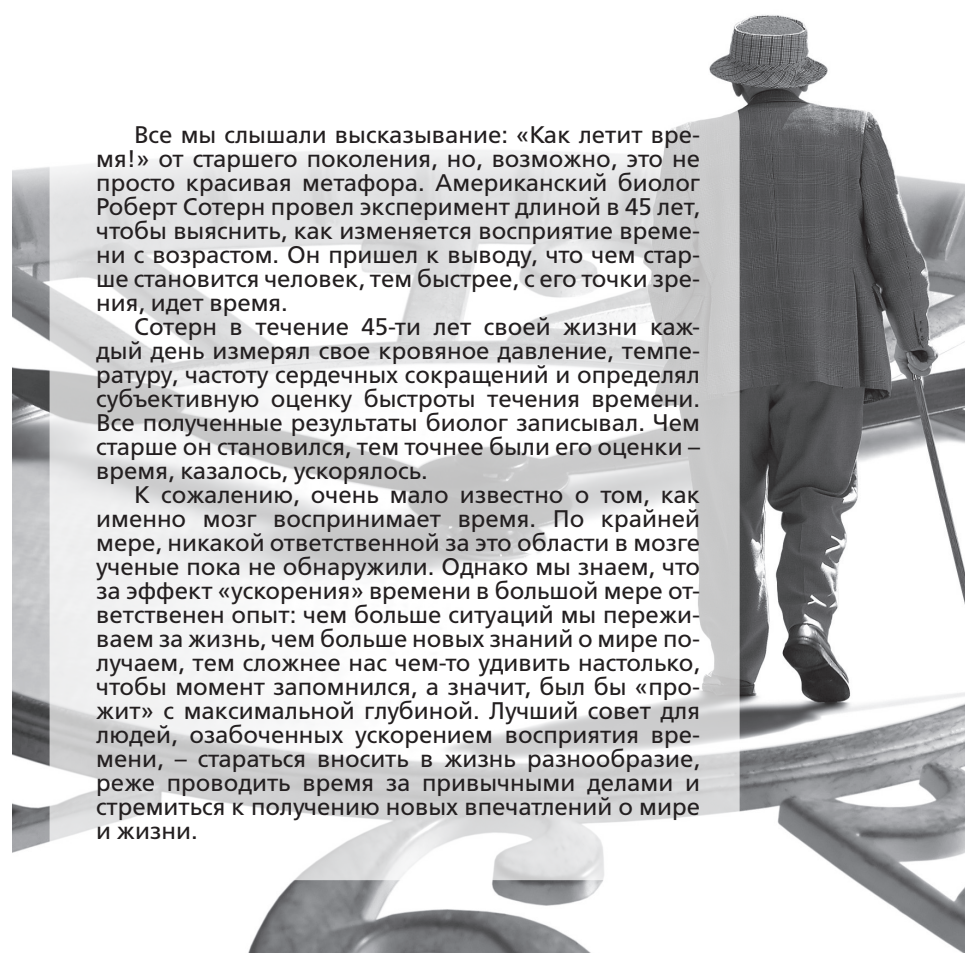 Все мы слышали высказывание: «Как летит вре-
мя!» от старшего поколения, но, возможно, это не
просто красивая метафора. Американский биолог
Роберт Сотерн провел эксперимент длиной в 45 лет,
чтобы выяснить, как изменяется восприятие време-
ни с возрастом. Он пришел к выводу, что чем стар-
ше становится человек, тем быстрее, с его точки зре-
ния, идет время.
Сотерн в течение 45-ти лет своей жизни каж-
дый день измерял свое кровяное давление, темпе-
ратуру, частоту сердечных сокращений и определял
субъективную оценку быстроты течения времени.
Все полученные результаты биолог записывал. Чем
старше он становился, тем точнее были его оценки –
время, казалось, ускорялось.
К сожалению, очень мало известно о том, как
именно мозг воспринимает время. По крайней
мере, никакой ответственной за это области в мозге
ученые пока не обнаружили. Однако мы знаем, что
за эффект «ускорения» времени в большой мере от-
ветственен опыт: чем больше ситуаций мы пережи-
ваем за жизнь, чем больше новых знаний о мире по-
лучаем, тем сложнее нас чем-то удивить настолько,
чтобы момент запомнился, а значит, был бы «про-
жит» с максимальной глубиной. Лучший совет для
людей, озабоченных ускорением восприятия вре-
мени, – стараться вносить в жизнь разнообразие,
реже проводить время за привычными делами и
стремиться к получению новых впечатлений о мире
и жизни.